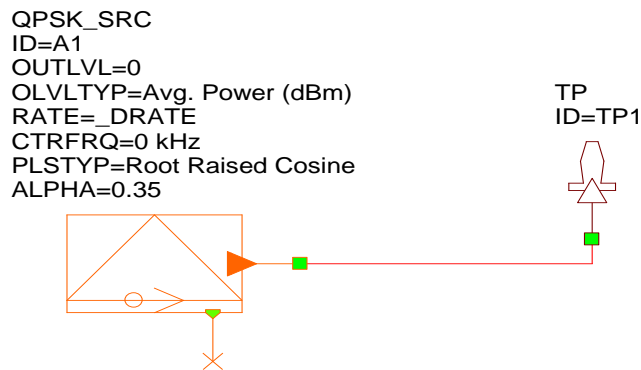 QPSK_SRC
ID=A1
OUTLVL=0
OLVLTYP=Avg. Power (dBm)
RATE=_DRATE
CTRFRQ=0 kHz
PLSTYP=Root Raised Cosine
ALPHA=0.35
TP
ID=TP1